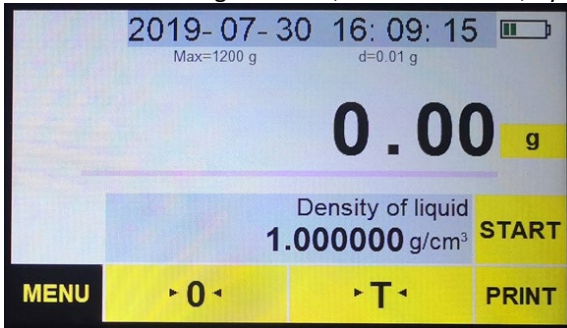 2019-07-30 16:09:15
Max=1200 g d=0.01 g
0.00 g
Density of liquid
1.000000 g/cm³
START
MENU ►0◄ ►T◄ PRINT